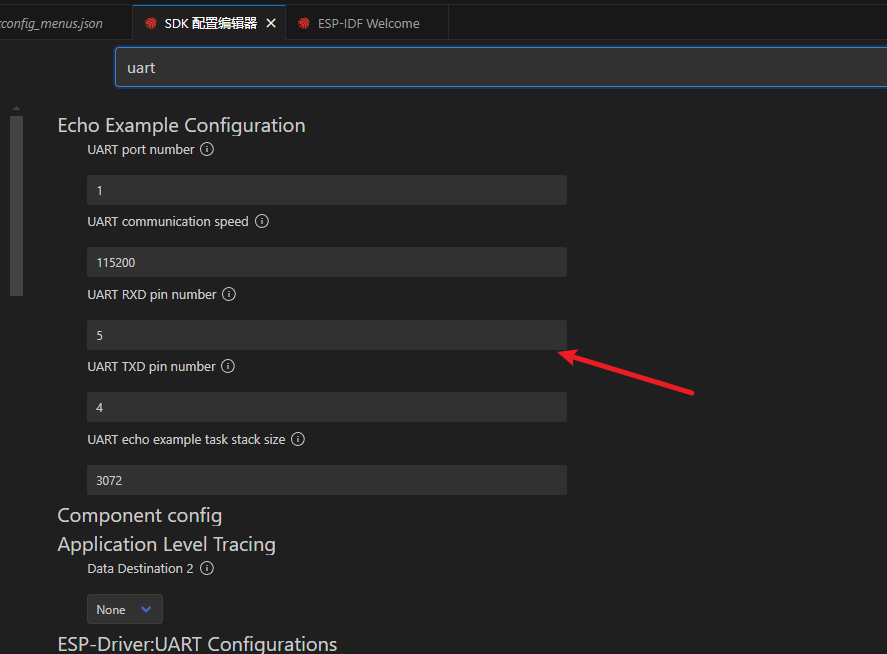 rconfig_menus.json
SDK 配置编辑器
ESP-IDF Welcome
uart
Echo Example Configuration
UART port number
1
UART communication speed
115200
UART RXD pin number
5
UART TXD pin number
4
UART echo example task stack size
3072
Component config
Application Level Tracing
Data Destination 2
None
ESP-Driver:UART Configurations